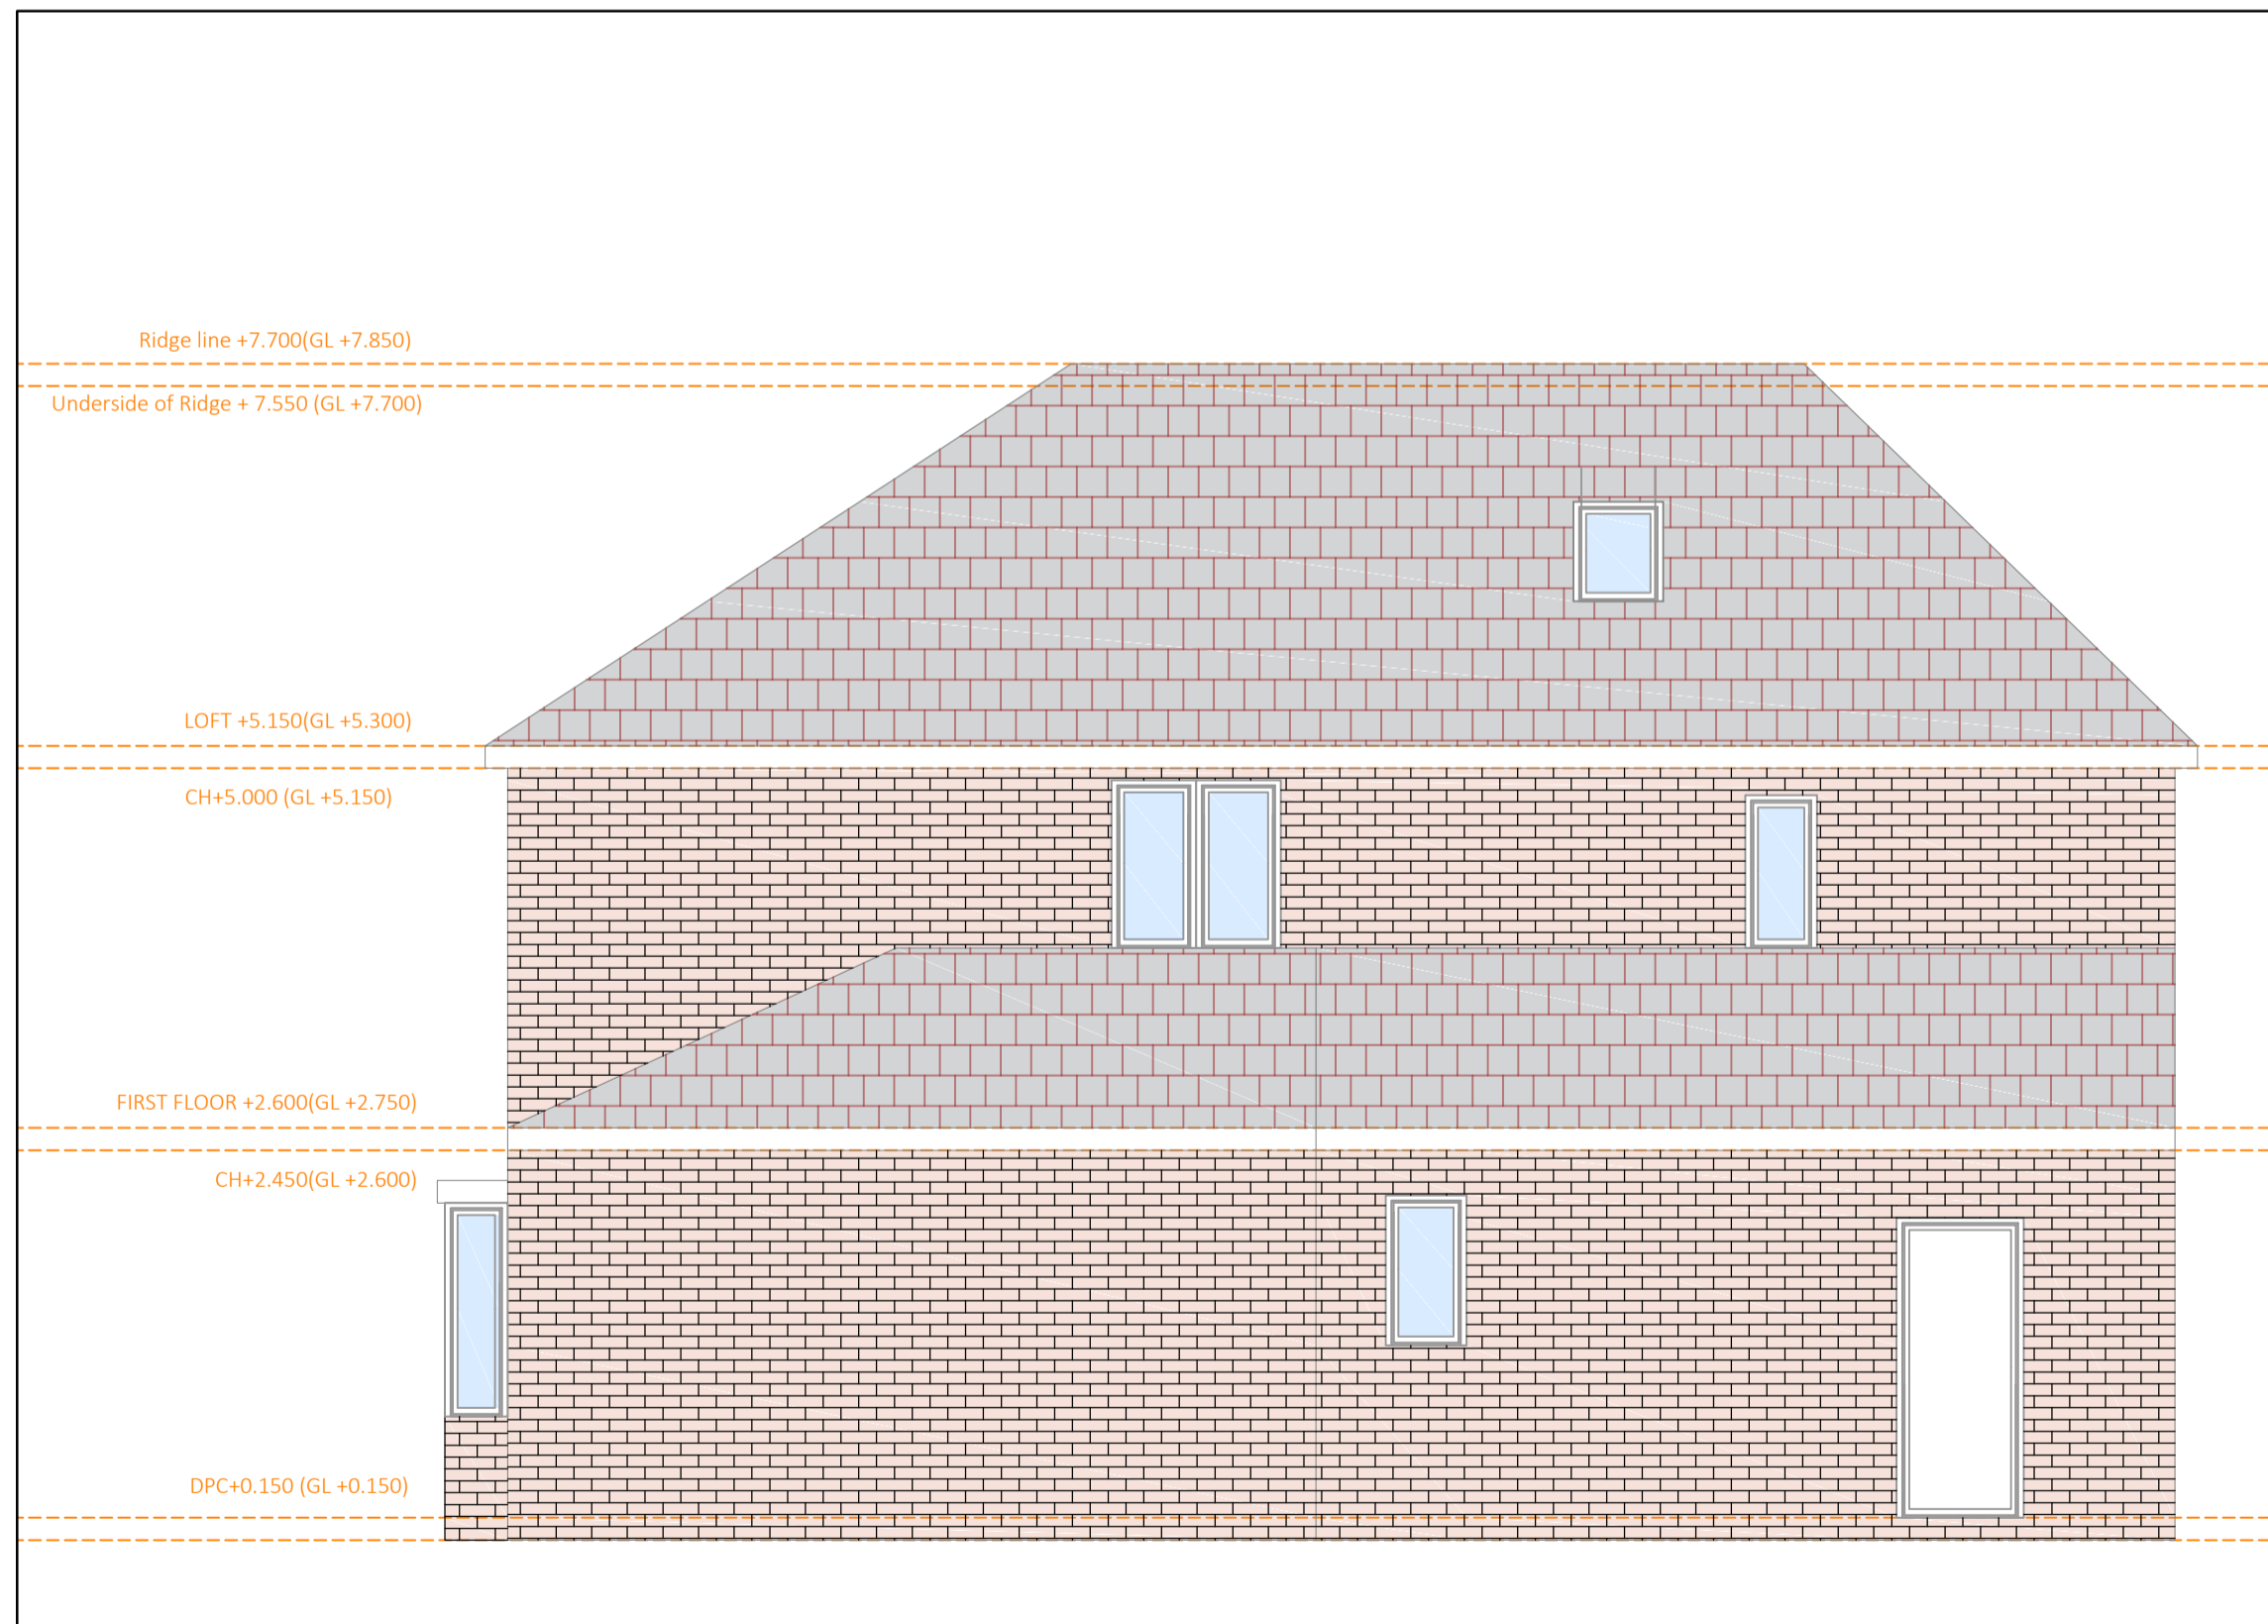 Ridge line +7.700(GL +7.850)
Underside of Ridge + 7.550 (GL +7.700)
LOFT +5.150(GL +5.300)
CH+5.000 (GL +5.150)
FIRST FLOOR +2.600(GL +2.750)
CH+2.450(GL +2.600)
DPC+0.150 (GL +0.150)